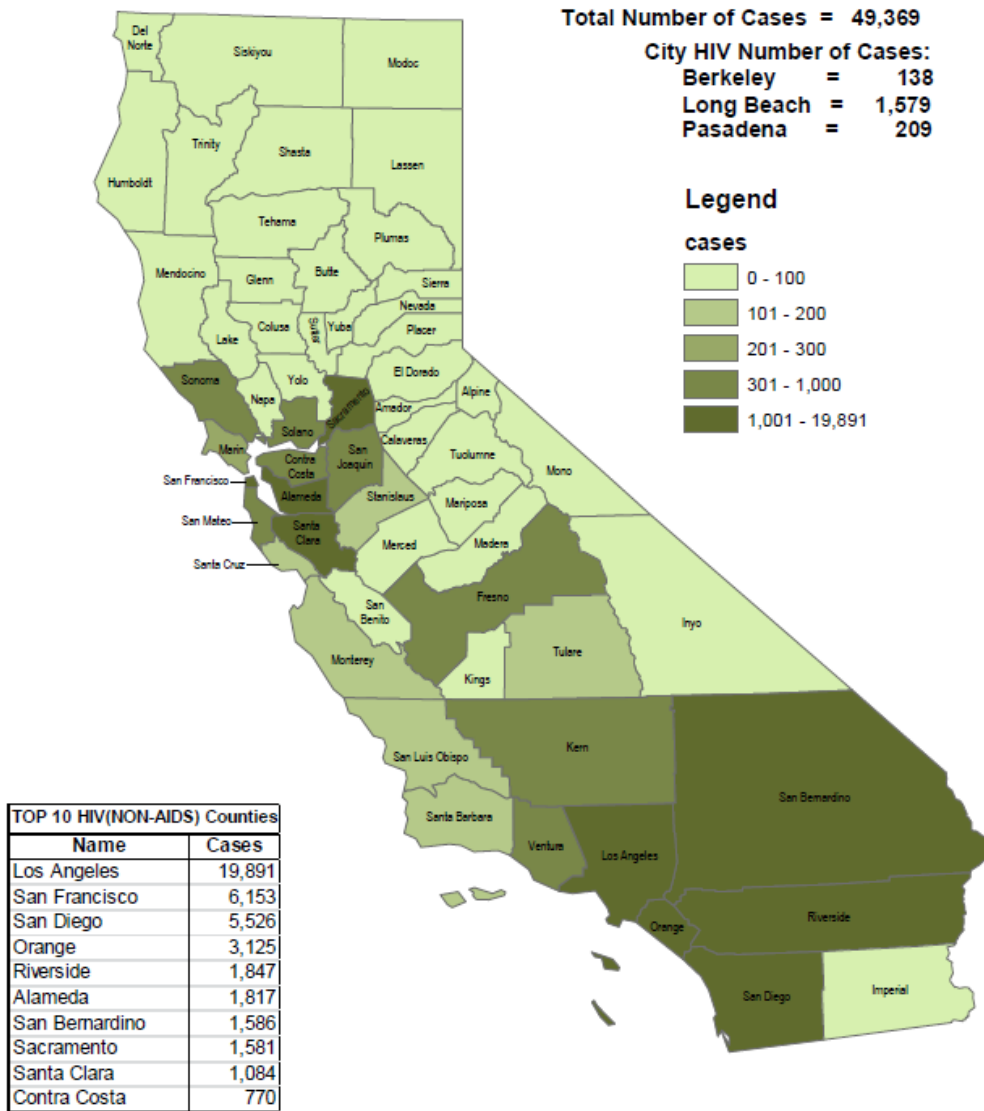 Total Number of Cases = 49,369
City HIV Number of Cases:
Berkeley = 138
Long Beach = 1,579
Pasadena = 209
Legend
cases
0 - 100
101 - 200
201 - 300
301 - 1,000
1,001 - 19,891
Del
Norte
Siskiyou
Modoc
Trinity
Shasta
Lassen
Humboldt
Tehama
Plumas
Mendocino
Glenn
Butte
Sierra
Nevada
Colusa
Sutter
Yuba
Placer
Lake
Sonoma
Yolo
El Dorado
Napa
Sacramento
Alpine
Amador
Solano
Calaveras
Marin
Contra
Costa
San
Joaquin
Tuolumne
Mono
San Francisco
Alameda
Stanislaus
Mariposa
San Mateo
Santa
Clara
Merced
Madera
Santa Cruz
Fresno
San
Benito
Inyo
Monterey
Kings
Tulare
San Luis Obispo
Kern
San Bernardino
Santa Barbara
Ventura
Los Angeles
Orange
Riverside
San Diego
Imperial
TOP 10 HIV(NON-AIDS) Counties
Name Cases
Los Angeles 19,891
San Francisco 6,153
San Diego 5,526
Orange 3,125
Riverside 1,847
Alameda 1,817
San Bernardino 1,586
Sacramento 1,581
Santa Clara 1,084
Contra Costa 770